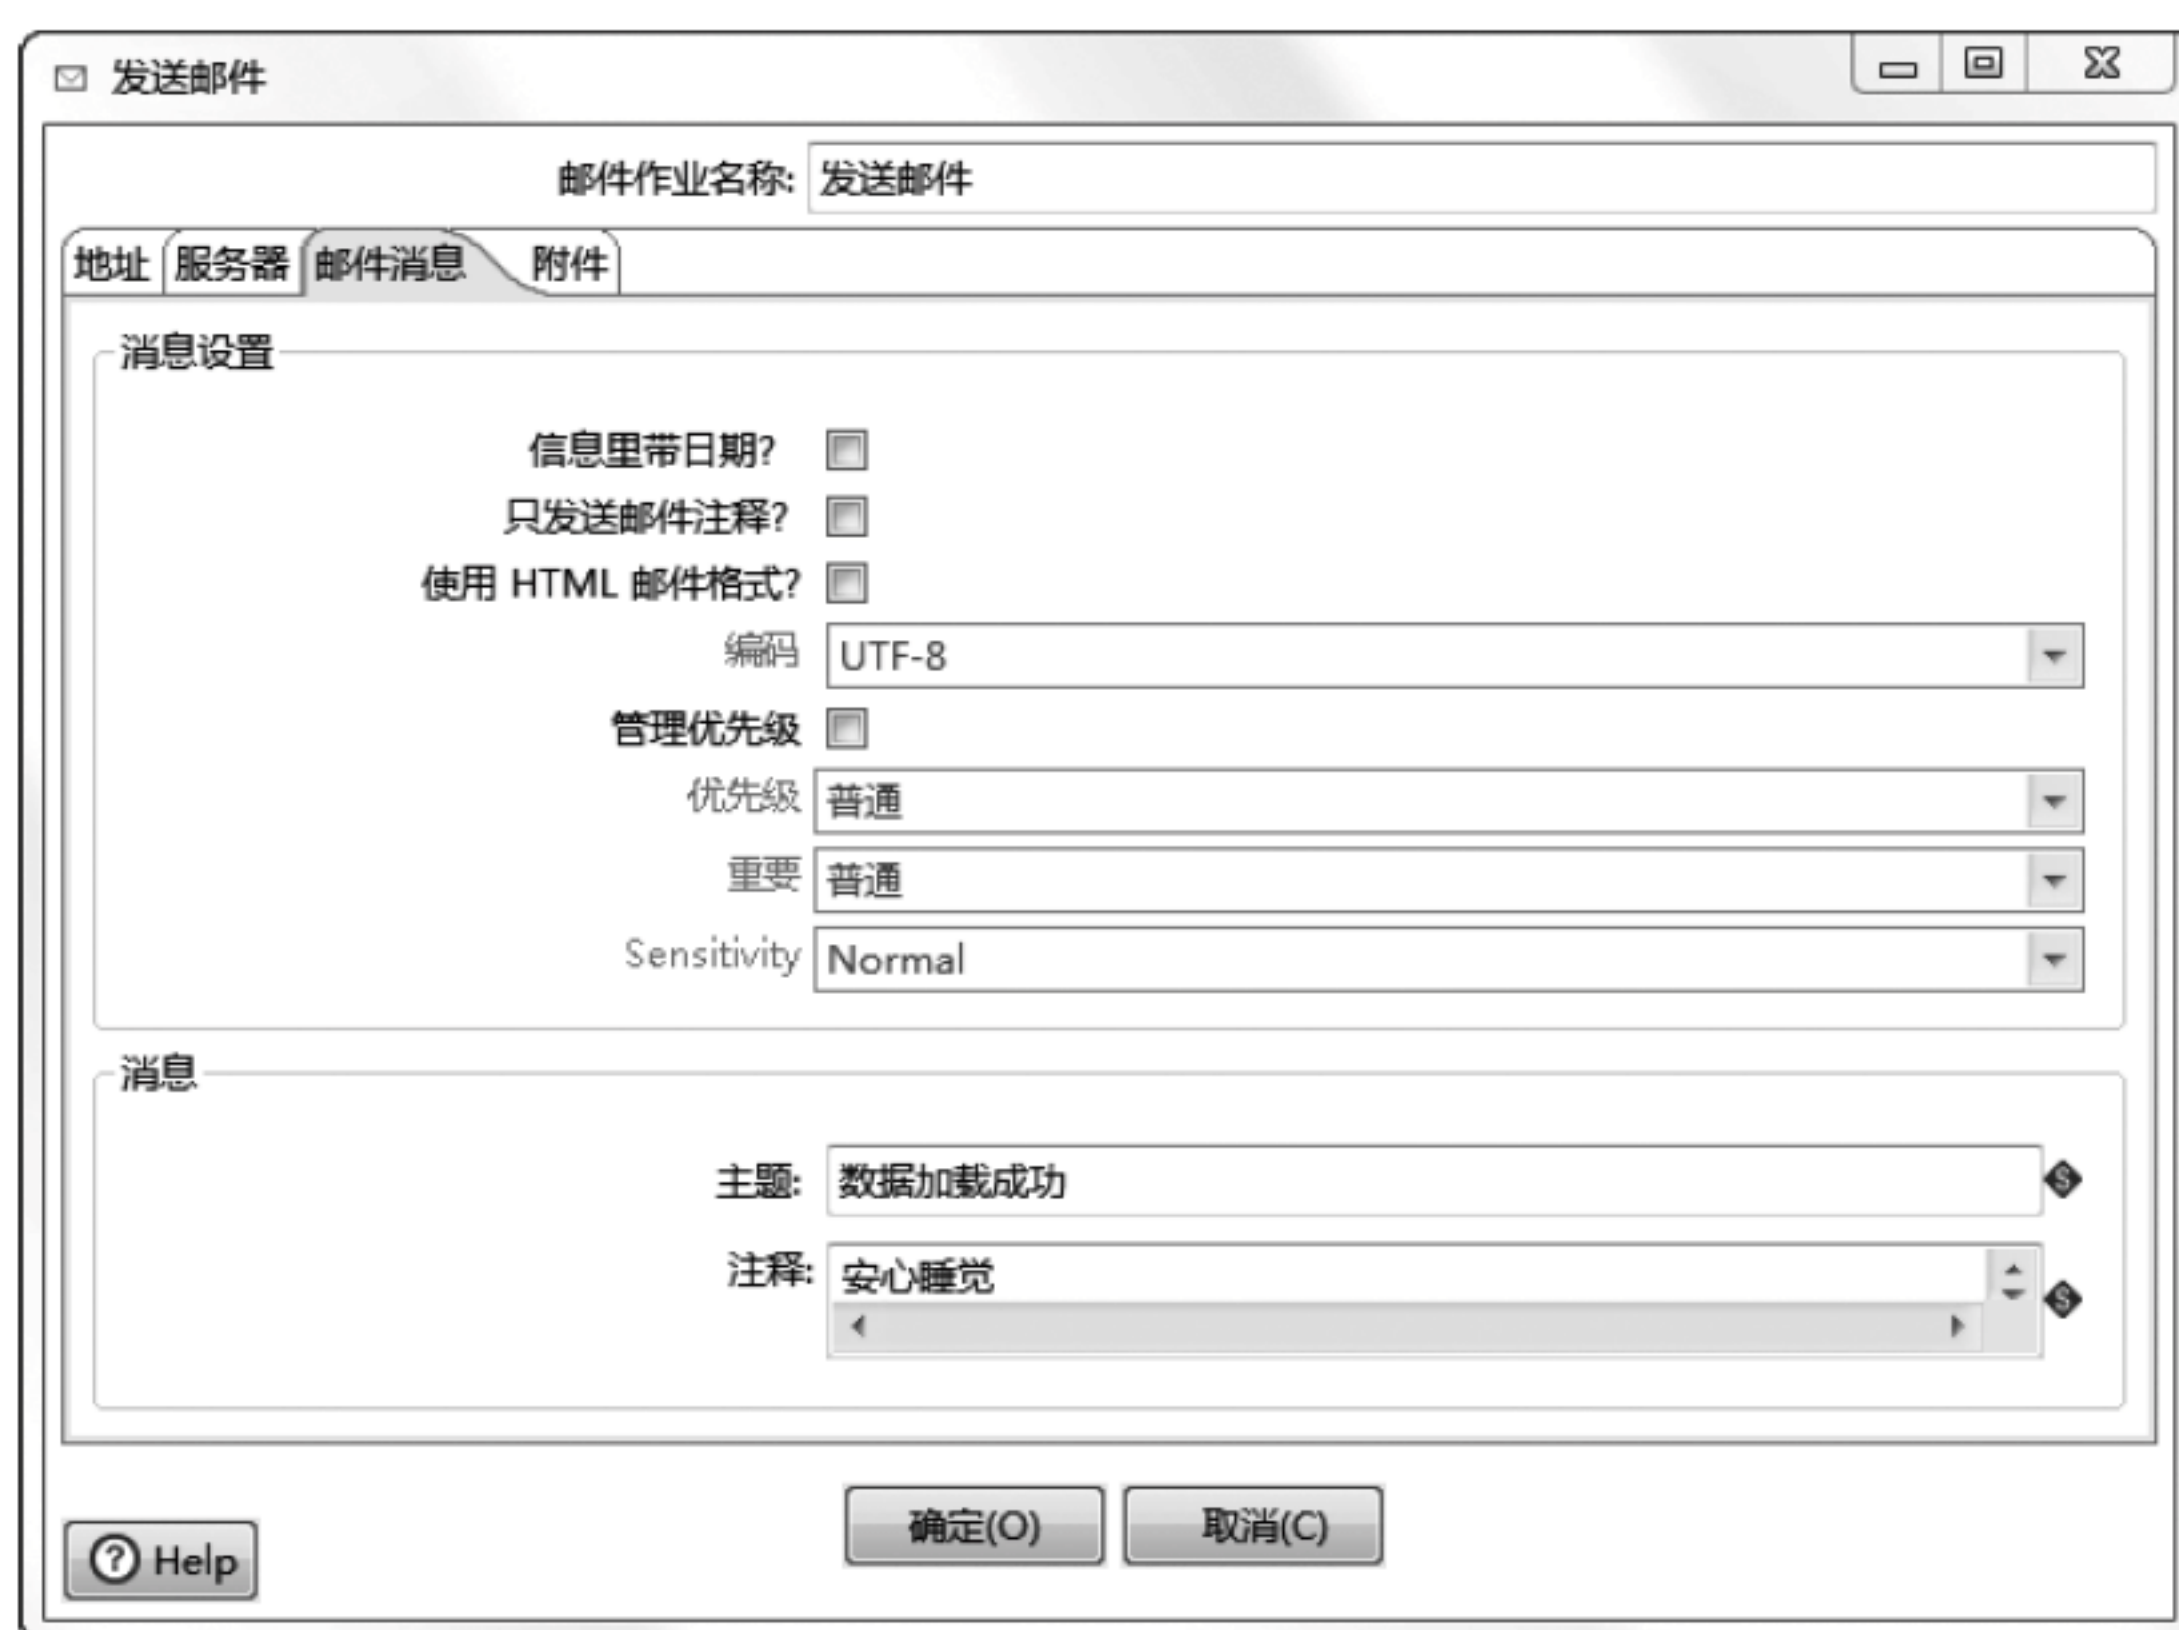 发送邮件
邮件作业名称: 发送邮件
地址 服务器 邮件消息 附件
消息设置
信息里带日期?
只发送邮件注释?
使用 HTML 邮件格式?
编码 UTF-8
管理优先级
优先级 普通
重要 普通
Sensitivity Normal
消息
主题: 数据加载成功
注释: 安心睡觉
确定(O) 取消(C)
Help